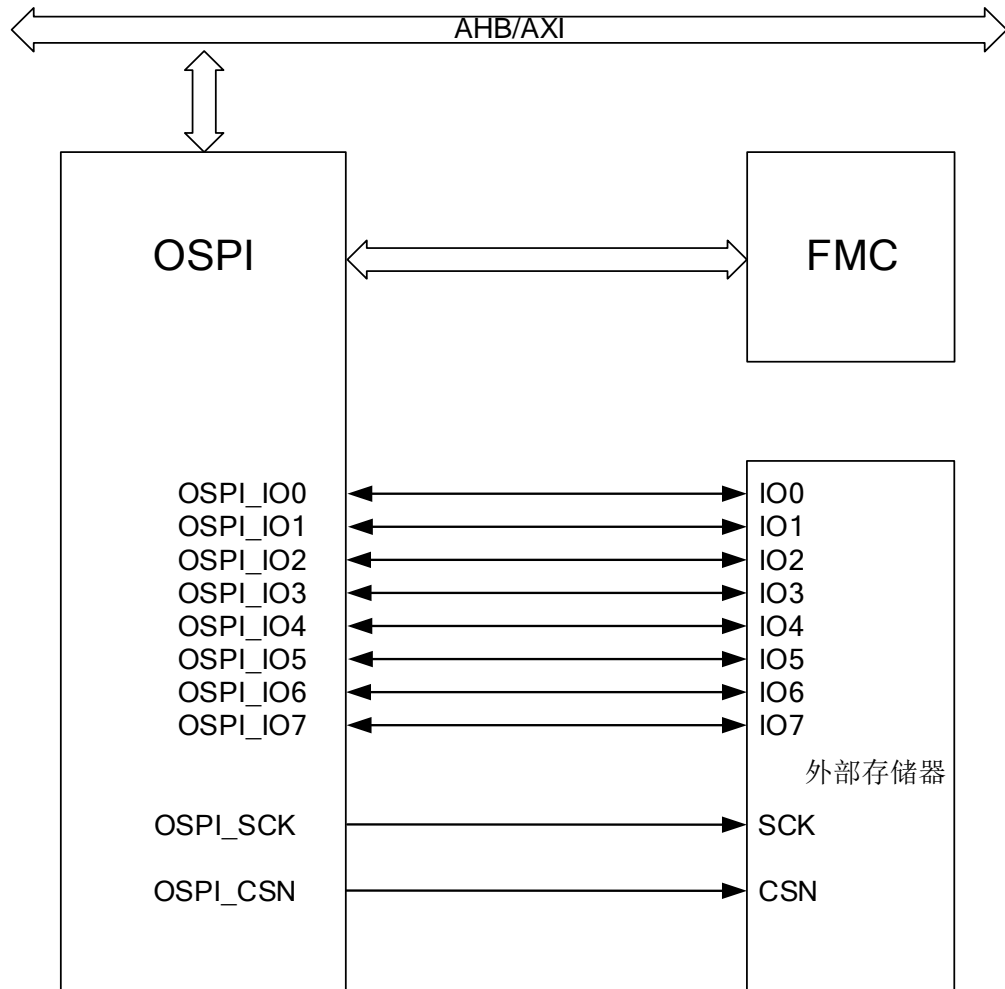 AHB/AXI
OSPI
FMC
OSPI_IO0 IO0
OSPI_IO1 IO1
OSPI_IO2 IO2
OSPI_IO3 IO3
OSPI_IO4 IO4
OSPI_IO5 IO5
OSPI_IO6 IO6
OSPI_IO7 IO7
外部存储器
OSPI_SCK SCK
OSPI_CSN CSN